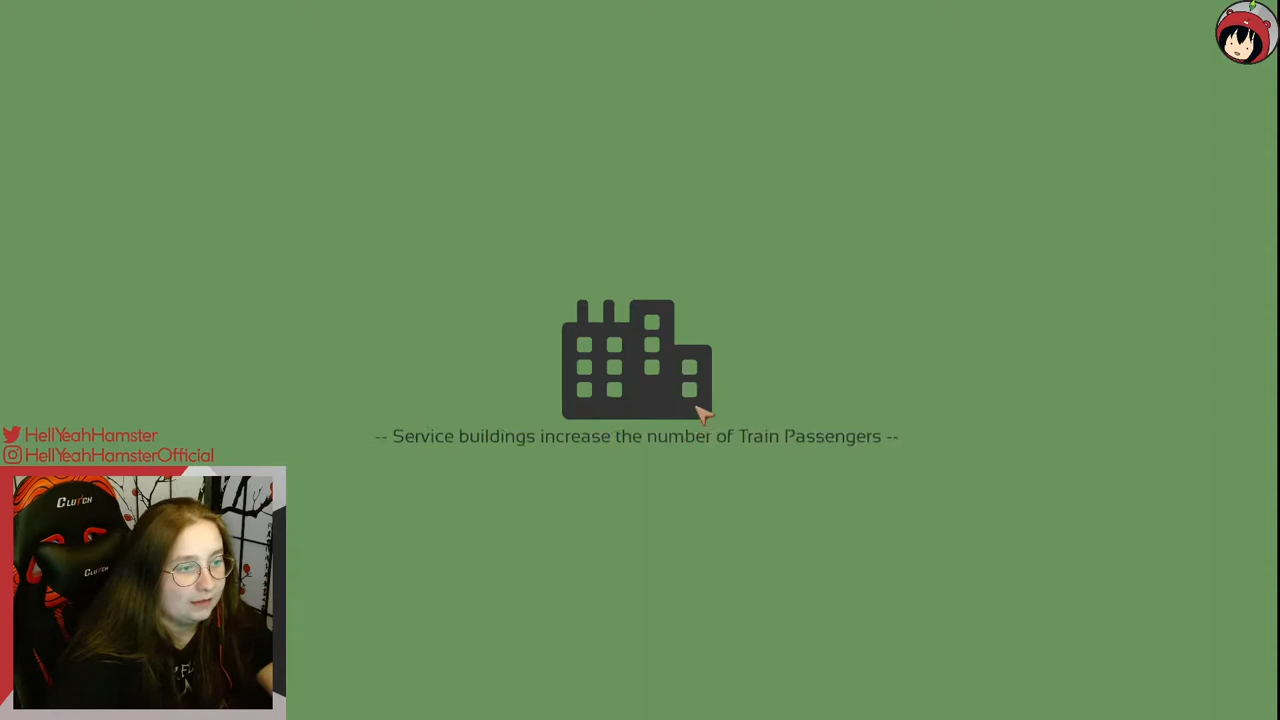 -- Service buildings increase the number of Train Passengers --
HellYeahHamster
HellYeahHamsterOfficial
CLUTCH
CLUTCH